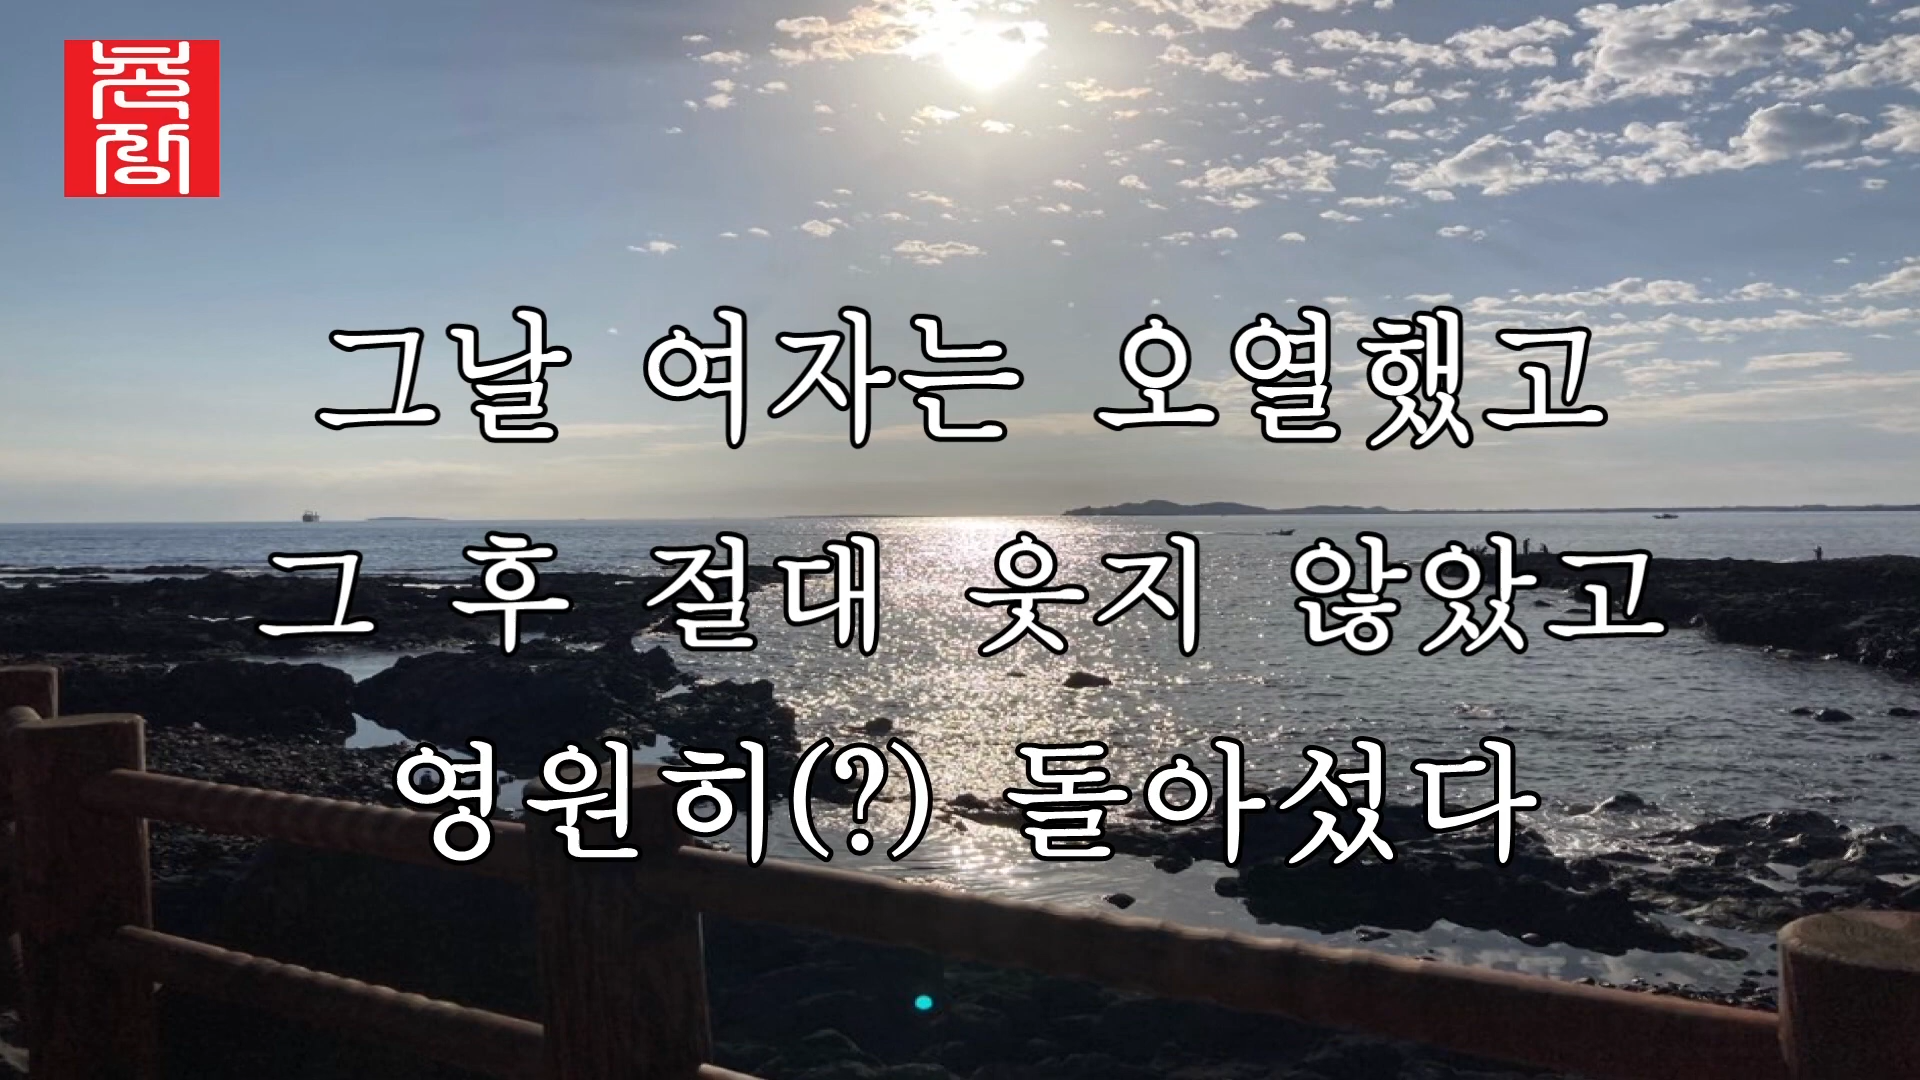 그날 여자는 오열했고
그 후 절대 웃지 않았고
영원히(?) 돌아섰다